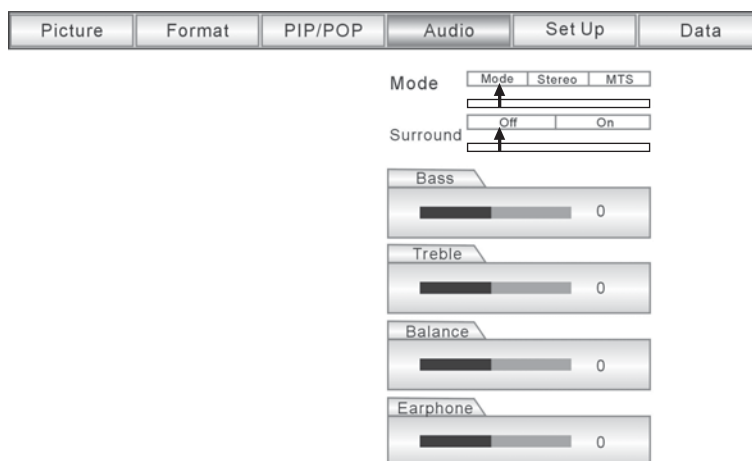 Picture Format PIP/POP Audio Set Up Data
Mode Mode Stereo MTS
Surround Off On
Bass
0
Treble
0
Balance
0
Earphone
0